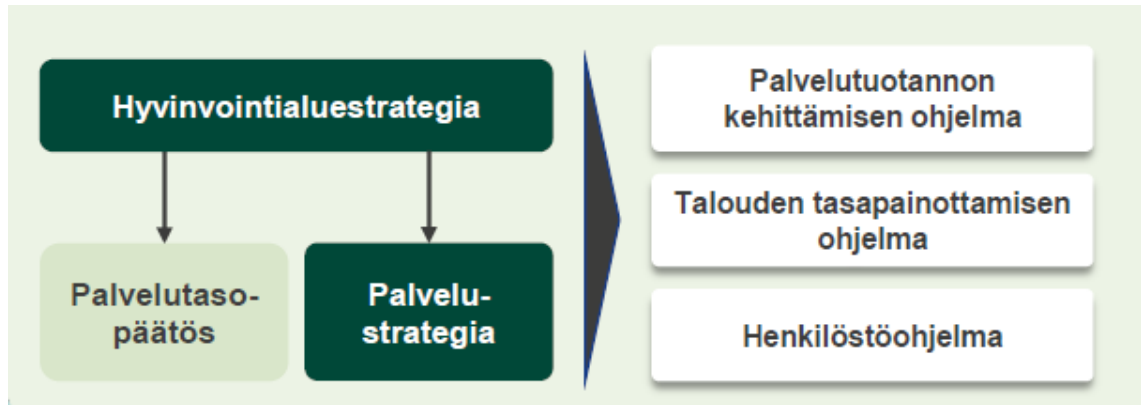 Hyvinvointialuestrategia
Palvelutaso-
päätös
Palvelu-
strategia
Palvelutuotannon
kehittämisen ohjelma
Talouden tasapainottamisen
ohjelma
Henkilöstöohjelma